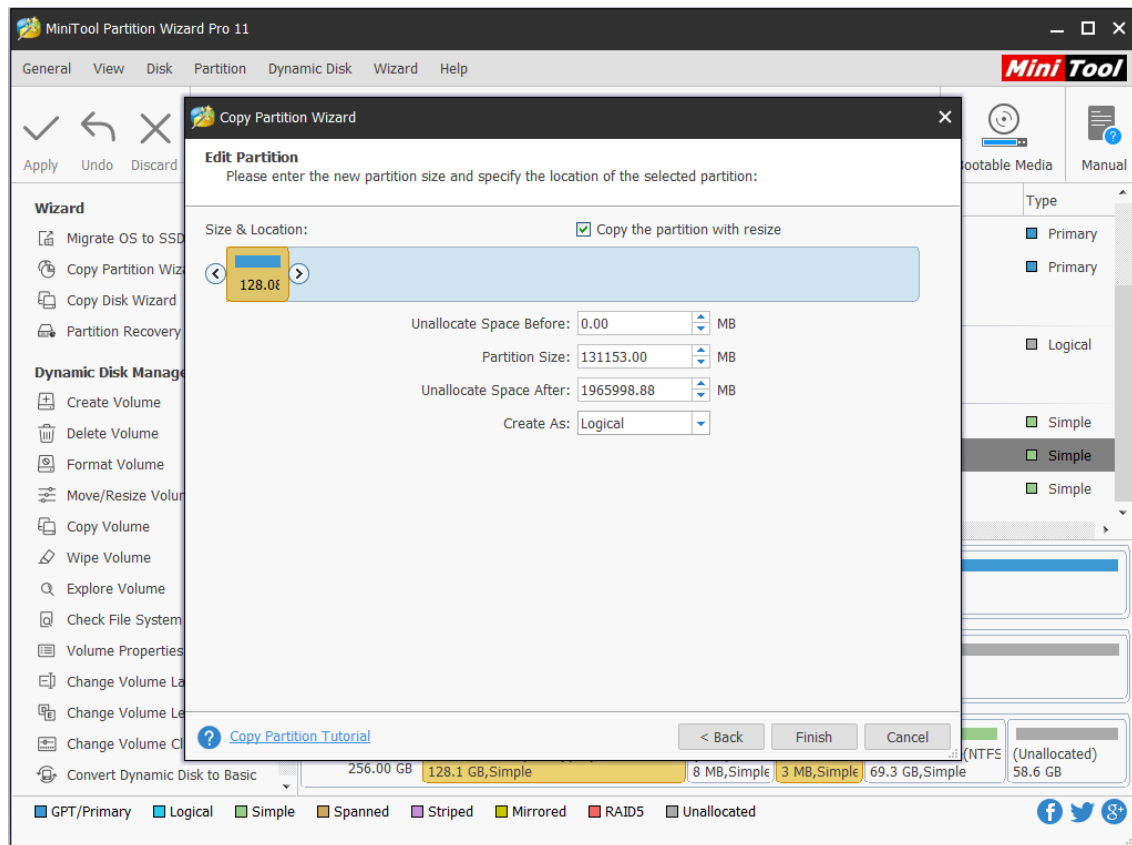 MiniTool Partition Wizard Pro 11
General View Disk Partition Dynamic Disk Wizard Help
Mini Tool
Apply Undo Discard
Bootable Media Manual
Copy Partition Wizard
Edit Partition
Please enter the new partition size and specify the location of the selected partition:
Size & Location:
Copy the partition with resize
128.08
Unallocate Space Before: 0.00 MB
Partition Size: 131153.00 MB
Unallocate Space After: 1965998.88 MB
Create As: Logical
Copy Partition Tutorial
< Back Finish Cancel
Wizard
Migrate OS to SSD
Copy Partition Wiz
Copy Disk Wizard
Partition Recovery
Dynamic Disk Manage
Create Volume
Delete Volume
Format Volume
Move/Resize Volum
Copy Volume
Wipe Volume
Explore Volume
Check File System
Volume Properties
Change Volume La
Change Volume Le
Change Volume Cl
Convert Dynamic Disk to Basic
Type
Primary
Primary
Logical
Simple
Simple
Simple
(NTFS (Unallocated)
256.00 GB 128.1 GB,Simple 8 MB,Simple 3 MB,Simple 69.3 GB,Simple 58.6 GB
GPT/Primary Logical Simple Spanned Striped Mirrored RAID5 Unallocated